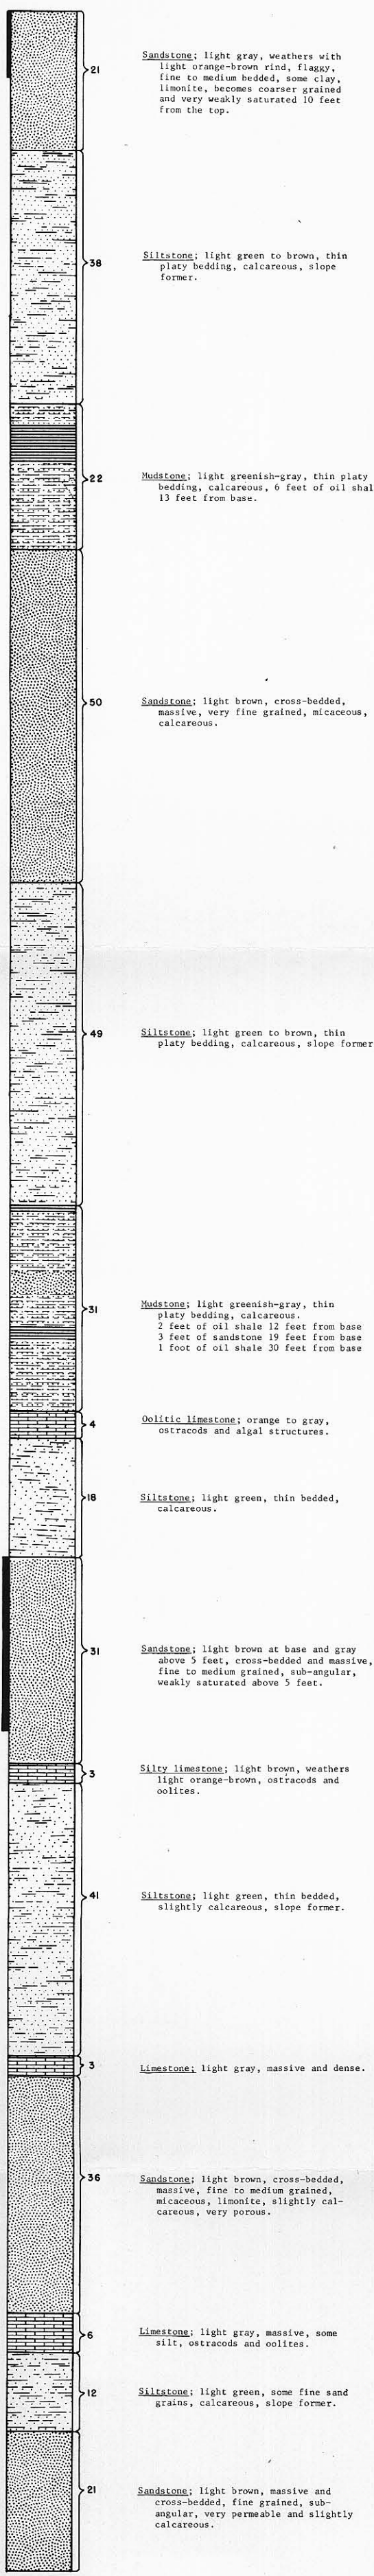 Sandstone; light gray, weathers with
light orange-brown rind, flaggy,
fine to medium bedded, some clay,
limonite, becomes coarser grained
and very weakly saturated 10 feet
from the top.
21
Siltstone; light green to brown, thin
platy bedding, calcareous, slope
former.
38
Mudstone; light greenish-gray, thin platy
bedding, calcareous, 6 feet of oil shal
13 feet from base.
22
Sandstone; light brown, cross-bedded,
massive, very fine grained, micaceous,
calcareous.
50
Siltstone; light green to brown, thin
platy bedding, calcareous, slope former
49
Mudstone; light greenish-gray, thin
platy bedding, calcareous.
2 feet of oil shale 12 feet from base
3 feet of sandstone 19 feet from base
1 foot of oil shale 30 feet from base
31
Oolitic limestone; orange to gray,
ostracods and algal structures.
4
Siltstone; light green, thin bedded,
calcareous.
18
Sandstone; light brown at base and gray
above 5 feet, cross-bedded and massive,
fine to medium grained, sub-angular,
weakly saturated above 5 feet.
31
Silty limestone; light brown, weathers
light orange-brown, ostracods and
oolites.
3
Siltstone; light green, thin bedded,
slightly calcareous, slope former.
41
Limestone; light gray, massive and dense.
3
Sandstone; light brown, cross-bedded,
massive, fine to medium grained,
micaceous, limonite, slightly cal-
careous, very porous.
36
Limestone; light gray, massive, some
silt, ostracods and oolites.
6
Siltstone; light green, some fine sand
grains, calcareous, slope former.
12
Sandstone; light brown, massive and
cross-bedded, fine grained, sub-
angular, very permeable and slightly
calcareous.
21